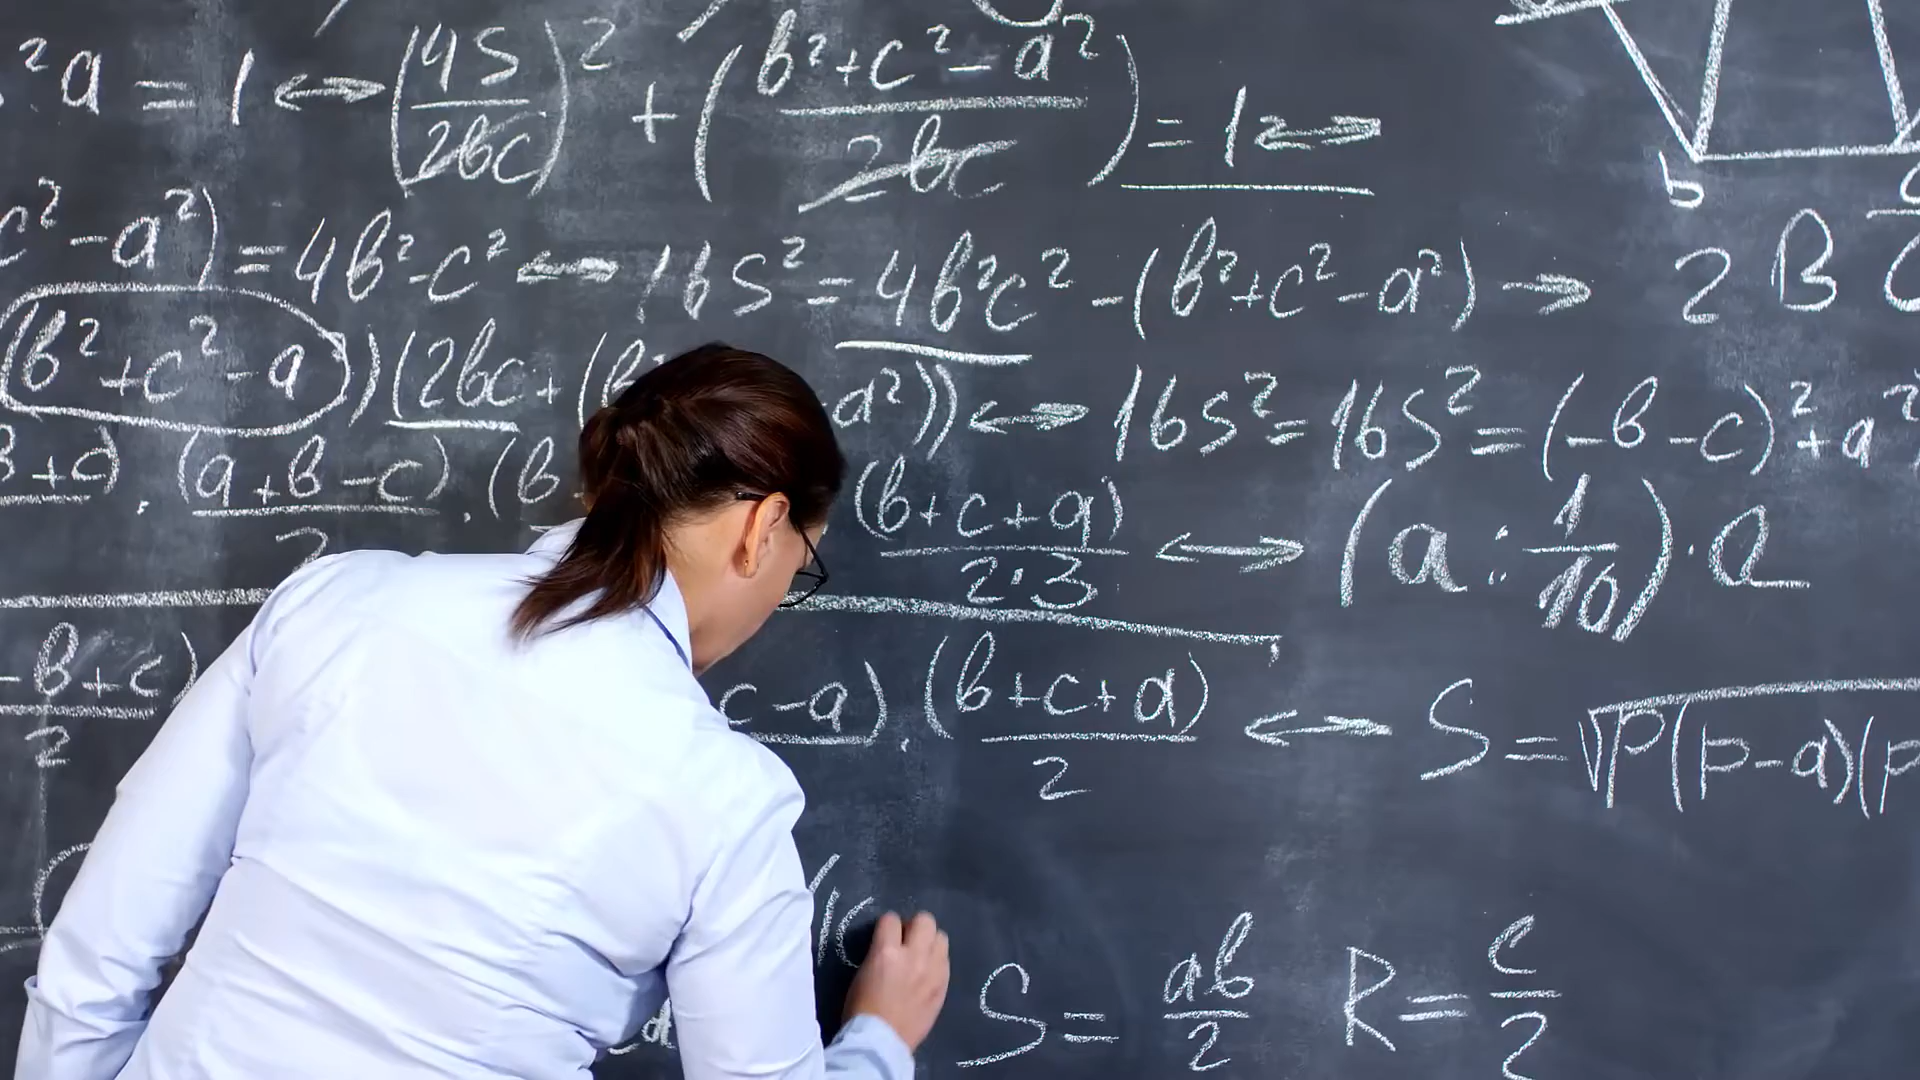 ²a = 1 ↔ (4S/2bc)² + (b²+c²-a²/2bc) = 1 ↔
b
c²-a²) = 4b²-c² ↔ 16S² = 4b²c² - (b²+c²-a²) → 2 B C
(b²+c²-a))(2bc+(b a²)) ↔ 16S² = 16S² = (-b-c)²+a²
b+c) . (a+b-c)/2 . (b (b+c+a)/2·3 ↔ (a : 1/10) · a
-b+c)/2 c-a) . (b+c+a)/2 ↔ S = √p(p-a)(p
(c
a S = ab/2 R = c/2